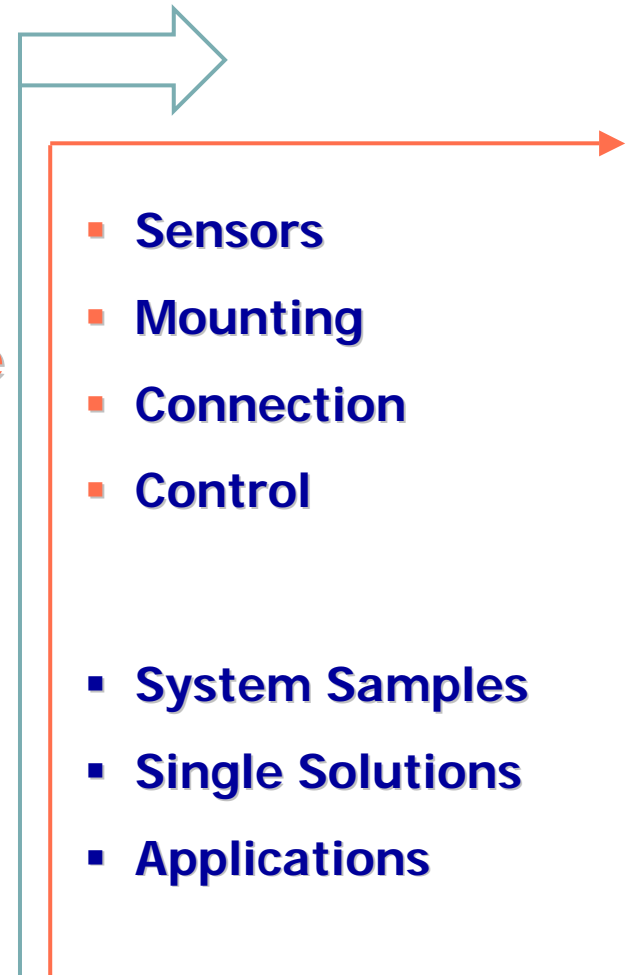 Sensors
Mounting
Connection
Control
System Samples
Single Solutions
Applications